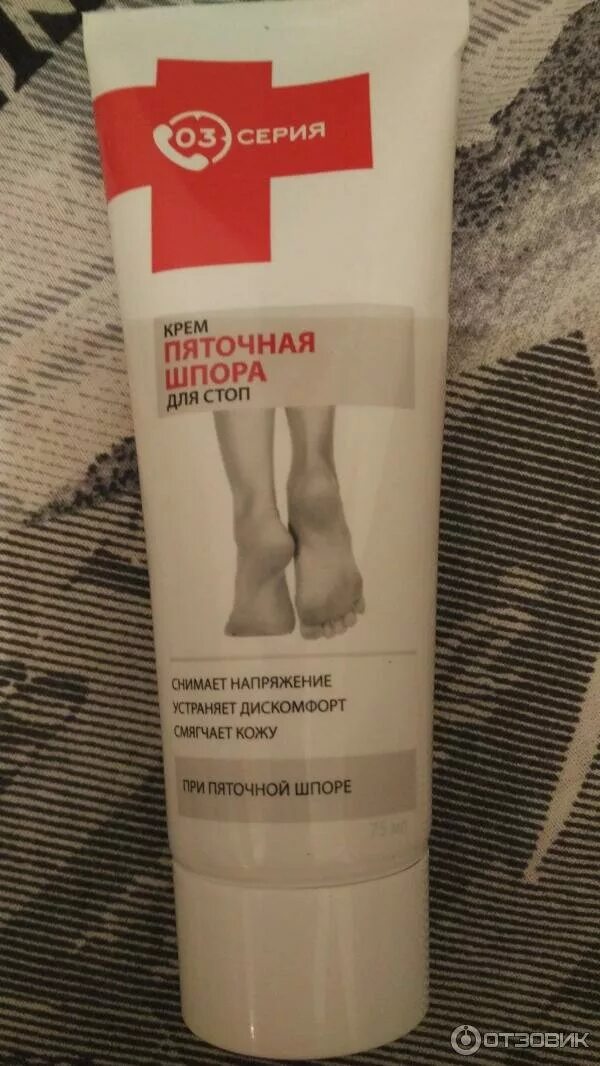 03 СЕРИЯ
КРЕМ
ПЯТОЧНАЯ
ШПОРА
ДЛЯ СТОП
СНИМАЕТ НАПРЯЖЕНИЕ
УСТРАНЯЕТ ДИСКОМФОРТ
СМЯГЧАЕТ КОЖУ
ПРИ ПЯТОЧНОЙ ШПОРЕ
75 мл
ОТЗОВИК